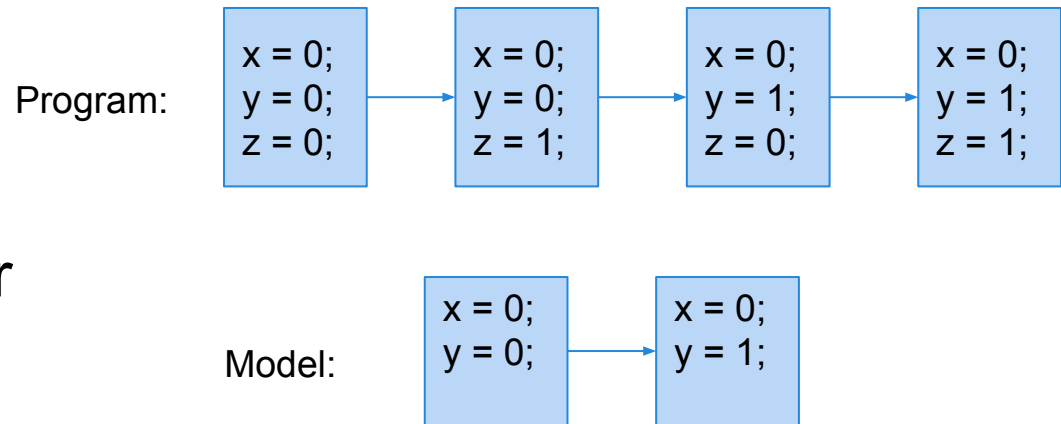 Program:
x = 0;
y = 0;
z = 0;
x = 0;
y = 0;
z = 1;
x = 0;
y = 1;
z = 0;
x = 0;
y = 1;
z = 1;
r
Model:
x = 0;
y = 0;
x = 0;
y = 1;